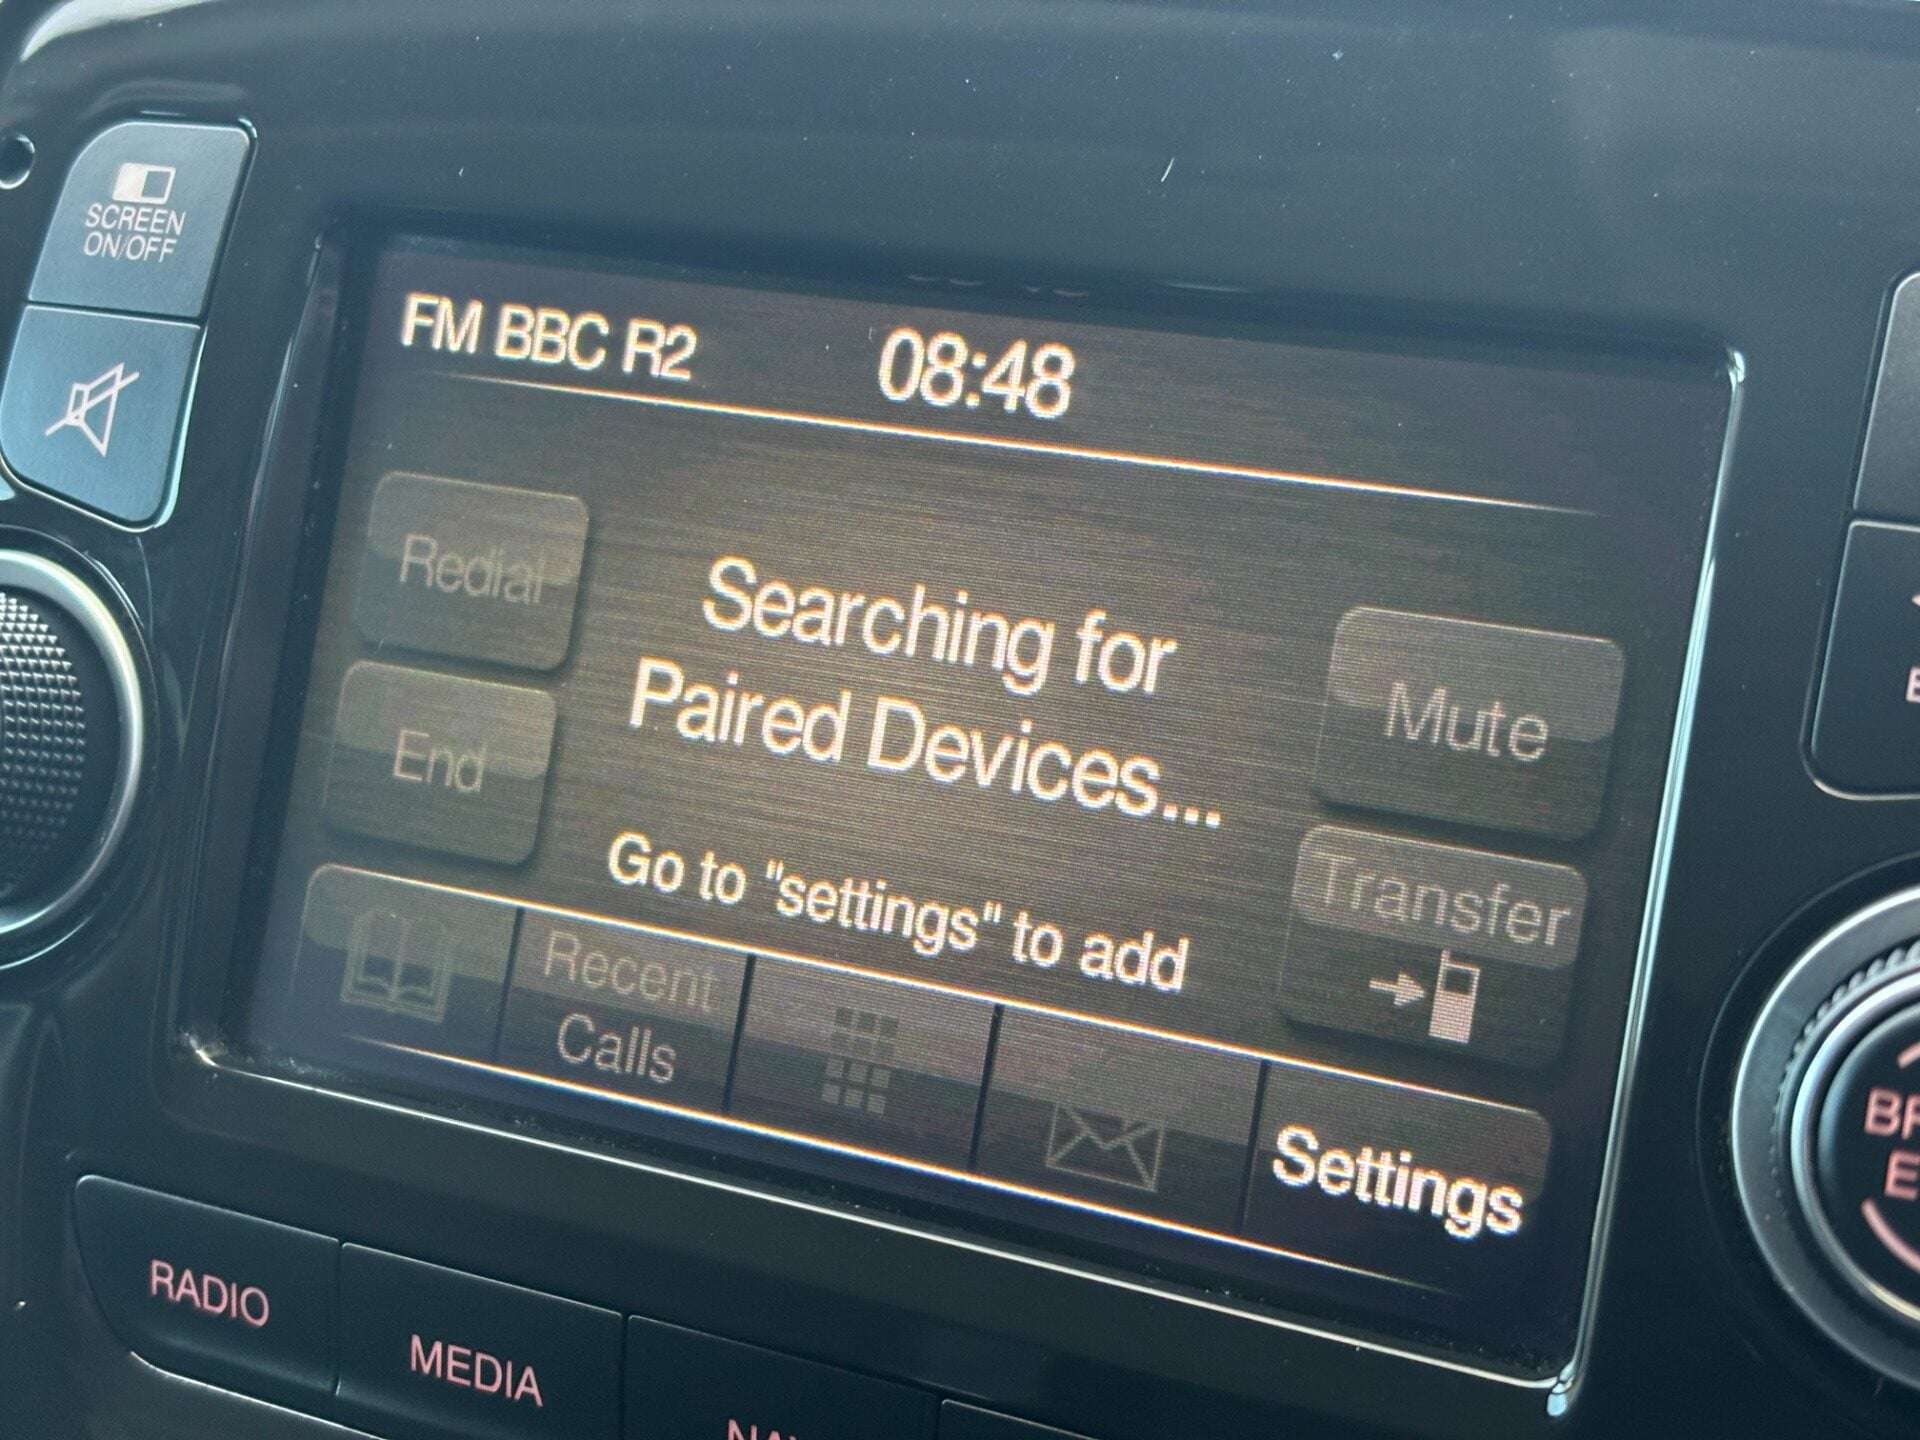 SCREEN
ON/OFF
FM BBC R2
08:48
Redial
Searching for
Paired Devices...
End
Mute
Go to "settings" to add
Transfer
Recent
Calls
Settings
RADIO
MEDIA